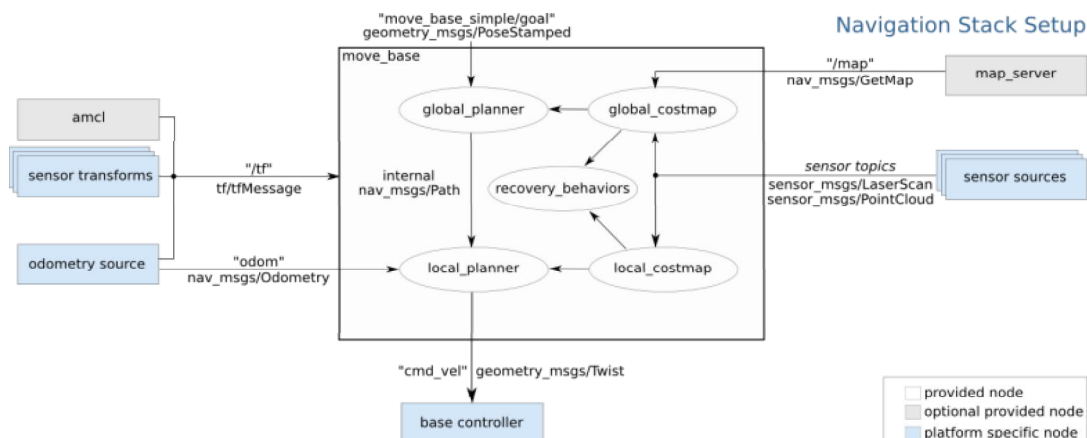 Navigation Stack Setup
"move_base_simple/goal"
geometry_msgs/PoseStamped
move_base
"/map"
nav_msgs/GetMap
map_server
amcl
global_planner
global_costmap
sensor transforms
"/tf"
tf/tfMessage
internal
nav_msgs/Path
recovery_behaviors
sensor topics
sensor_msgs/LaserScan
sensor_msgs/PointCloud
sensor sources
odometry source
"odom"
nav_msgs/Odometry
local_planner
local_costmap
"cmd_vel" geometry_msgs/Twist
base controller
provided node
optional provided node
platform specific node